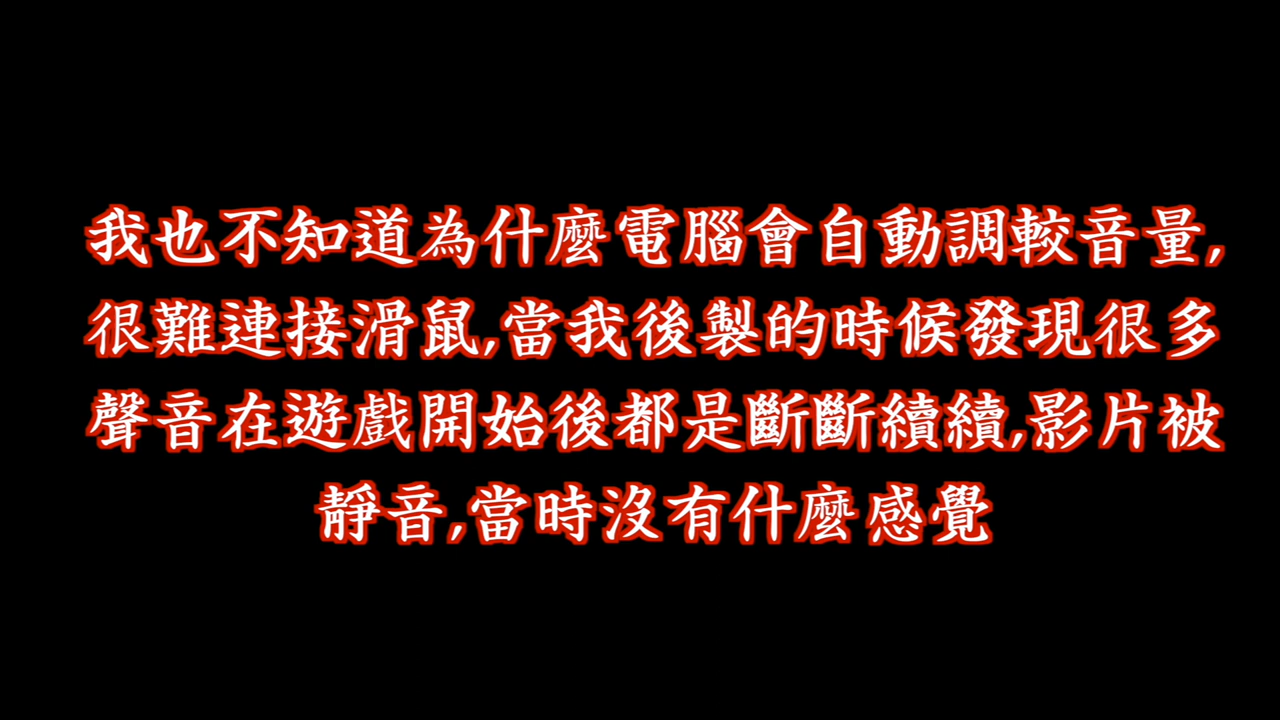 我也不知道為什麼電腦會自動調較音量,
很難連接滑鼠,當我後製的時候發現很多
聲音在遊戲開始後都是斷斷續續,影片被
靜音,當時沒有什麼感覺